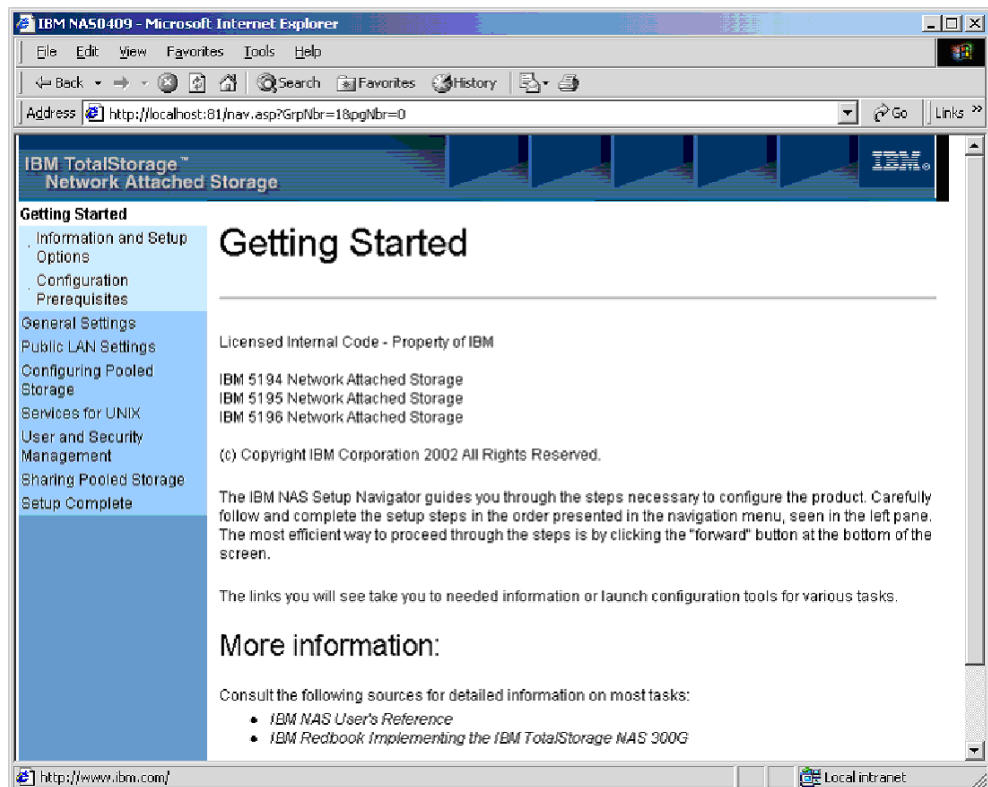 IBM NAS0409 - Microsoft Internet Explorer
File Edit View Favorites Tools Help
Back Search Favorites History
Address http://localhost:81/nav.asp?GrpNbr=1&pgNbr=0 Go Links »
IBM TotalStorage™
Network Attached Storage
IBM®
Getting Started
Information and Setup
Options
Configuration
Prerequisites
General Settings
Public LAN Settings
Configuring Pooled
Storage
Services for UNIX
User and Security
Management
Sharing Pooled Storage
Setup Complete
Getting Started
Licensed Internal Code - Property of IBM
IBM 5194 Network Attached Storage
IBM 5195 Network Attached Storage
IBM 5196 Network Attached Storage
(c) Copyright IBM Corporation 2002 All Rights Reserved.
The IBM NAS Setup Navigator guides you through the steps necessary to configure the product. Carefully
follow and complete the setup steps in the order presented in the navigation menu, seen in the left pane.
The most efficient way to proceed through the steps is by clicking the "forward" button at the bottom of the
screen.
The links you will see take you to needed information or launch configuration tools for various tasks.
More information:
Consult the following sources for detailed information on most tasks:
• IBM NAS User's Reference
• IBM Redbook Implementing the IBM TotalStorage NAS 300G
http://www.ibm.com/ Local intranet